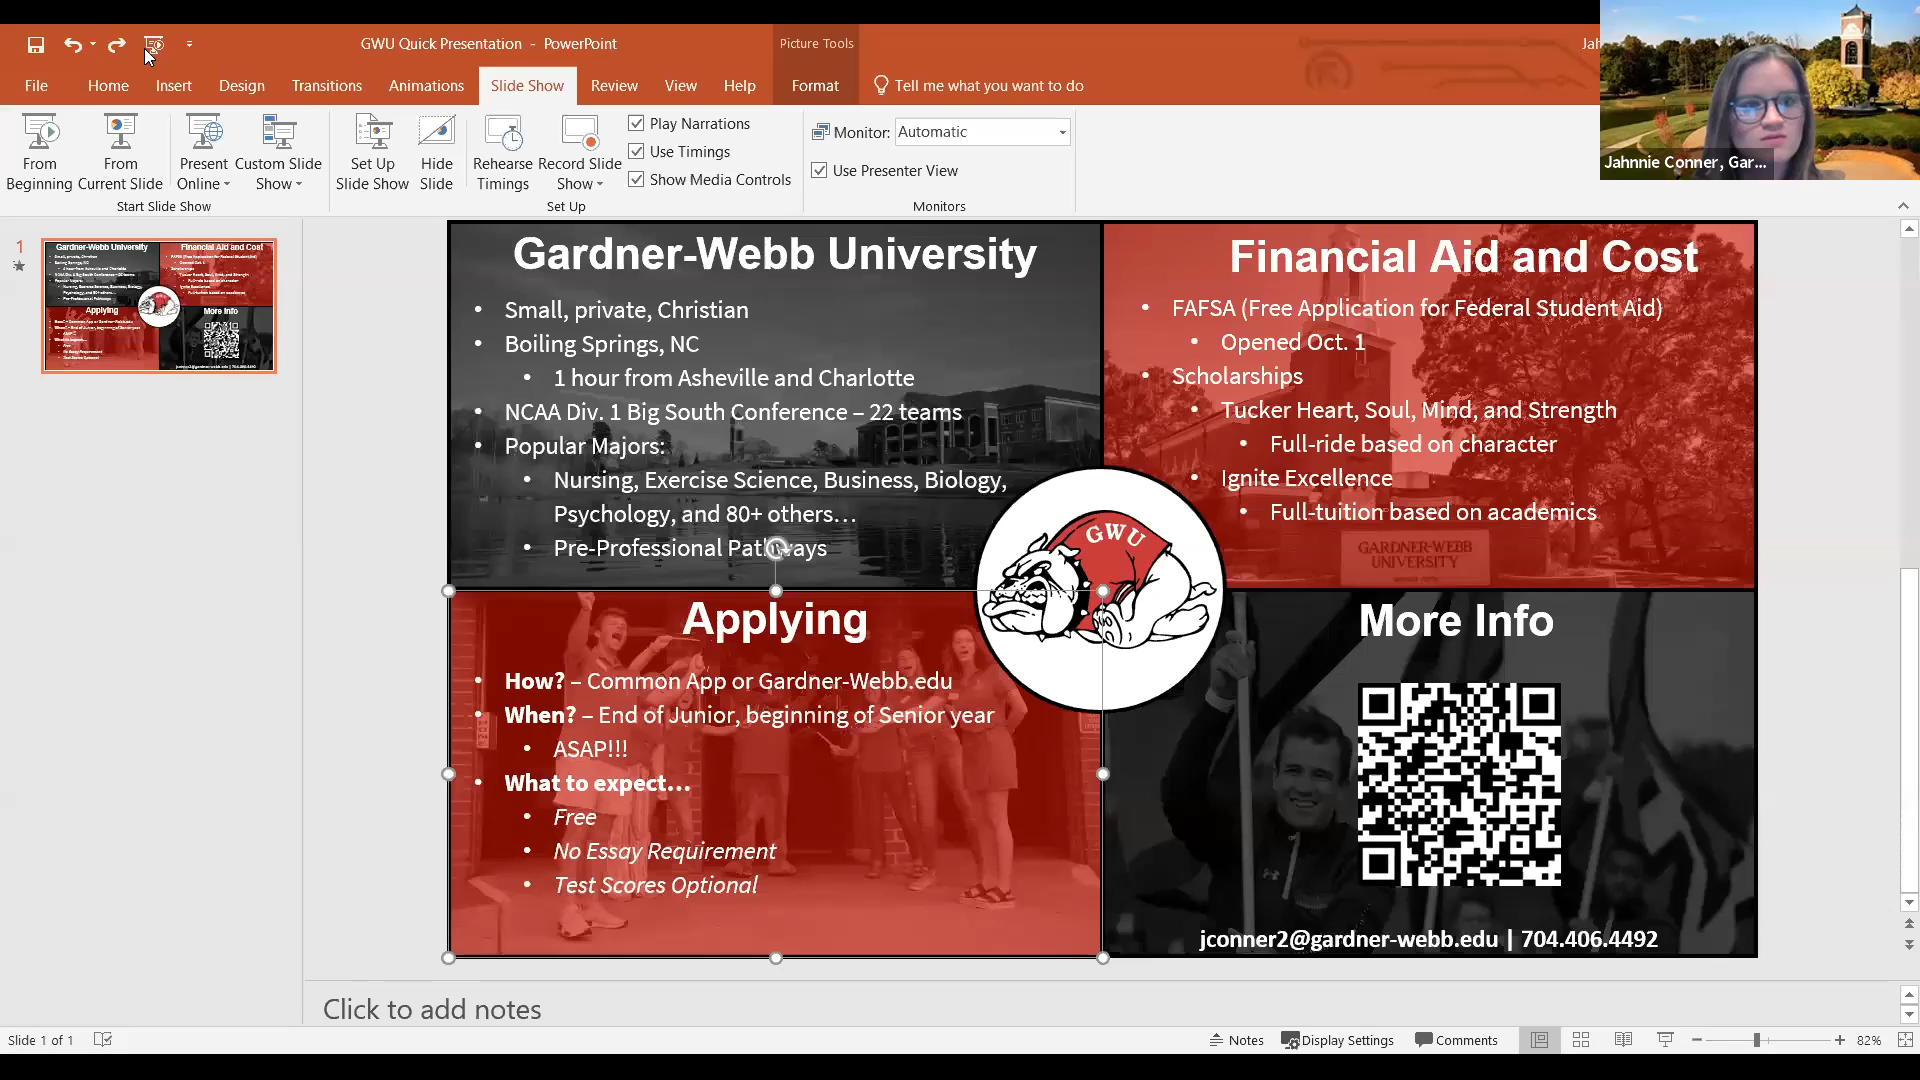 GWU Quick Presentation - PowerPoint
Picture Tools
Jah
File
Home
Insert
Design
Transitions
Animations
Slide Show
Review
View
Help
Format
Tell me what you want to do
Jahnnie Conner, Gar...
From Beginning
From Current Slide
Present Online
Custom Slide Show
Start Slide Show
Set Up Slide Show
Hide Slide
Rehearse Timings
Record Slide Show
Play Narrations
Use Timings
Show Media Controls
Set Up
Monitor: Automatic
Use Presenter View
Monitors
1
Gardner-Webb University
• Small, private, Christian
• Boiling Springs, NC
• 1 hour from Asheville and Charlotte
• NCAA Div. 1 Big South Conference – 22 teams
• Popular Majors:
• Nursing, Exercise Science, Business, Biology,
Psychology, and 80+ others…
• Pre-Professional Pathways
Financial Aid and Cost
• FAFSA (Free Application for Federal Student Aid)
• Opened Oct. 1
• Scholarships
• Tucker Heart, Soul, Mind, and Strength
• Full-ride based on character
• Ignite Excellence
• Full-tuition based on academics
GARDNER-WEBB
UNIVERSITY
GWU
Applying
• How? – Common App or Gardner-Webb.edu
• When? – End of Junior, beginning of Senior year
• ASAP!!!
• What to expect…
• Free
• No Essay Requirement
• Test Scores Optional
More Info
jconner2@gardner-webb.edu | 704.406.4492
Click to add notes
Slide 1 of 1
Notes
Display Settings
Comments
82%